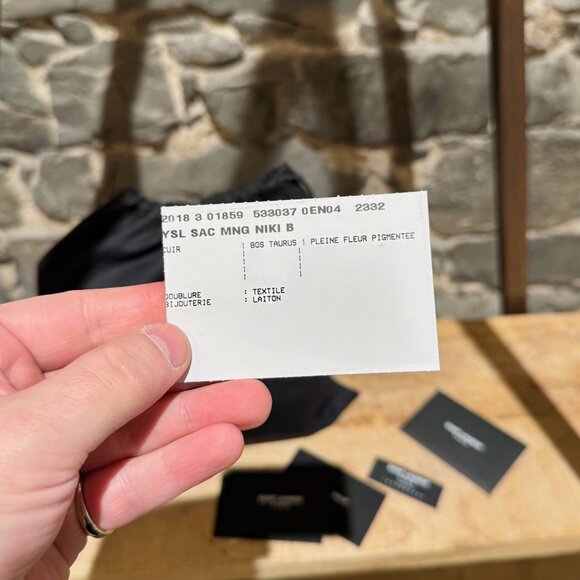 2018 3 01859 533037 0EN04 2332
YSL SAC MNG NIKI B
CUIR : BOS TAURUS : PLEINE FLEUR PIGMENTEE
DOUBLURE : TEXTILE
BIJOUTERIE : LAITON